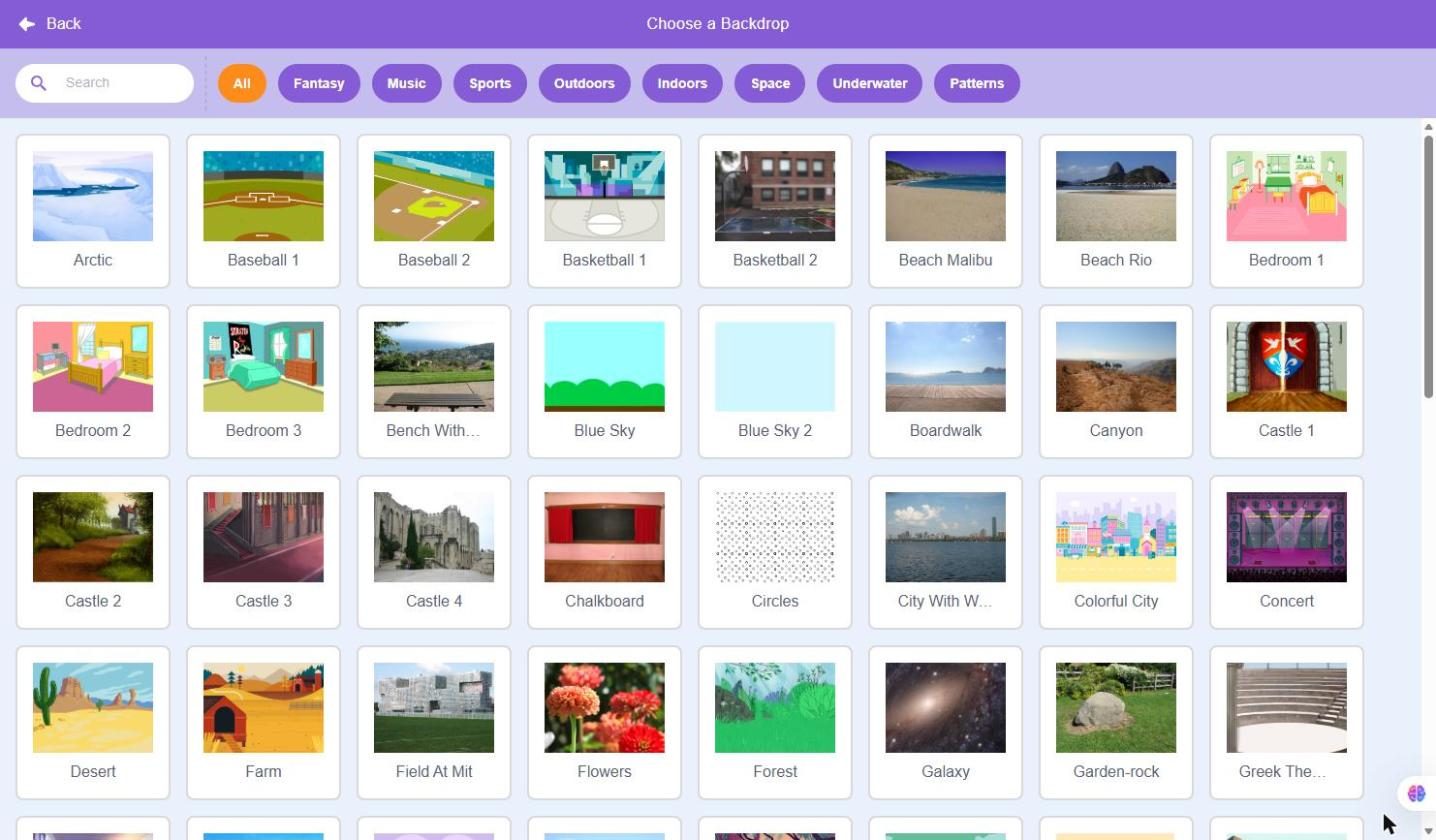 Back
Choose a Backdrop
Search
All
Fantasy
Music
Sports
Outdoors
Indoors
Space
Underwater
Patterns
Arctic
Baseball 1
Baseball 2
Basketball 1
Basketball 2
Beach Malibu
Beach Rio
Bedroom 1
Bedroom 2
Bedroom 3
Bench With...
Blue Sky
Blue Sky 2
Boardwalk
Canyon
Castle 1
Castle 2
Castle 3
Castle 4
Chalkboard
Circles
City With W...
Colorful City
Concert
Desert
Farm
Field At Mit
Flowers
Forest
Galaxy
Garden-rock
Greek The...